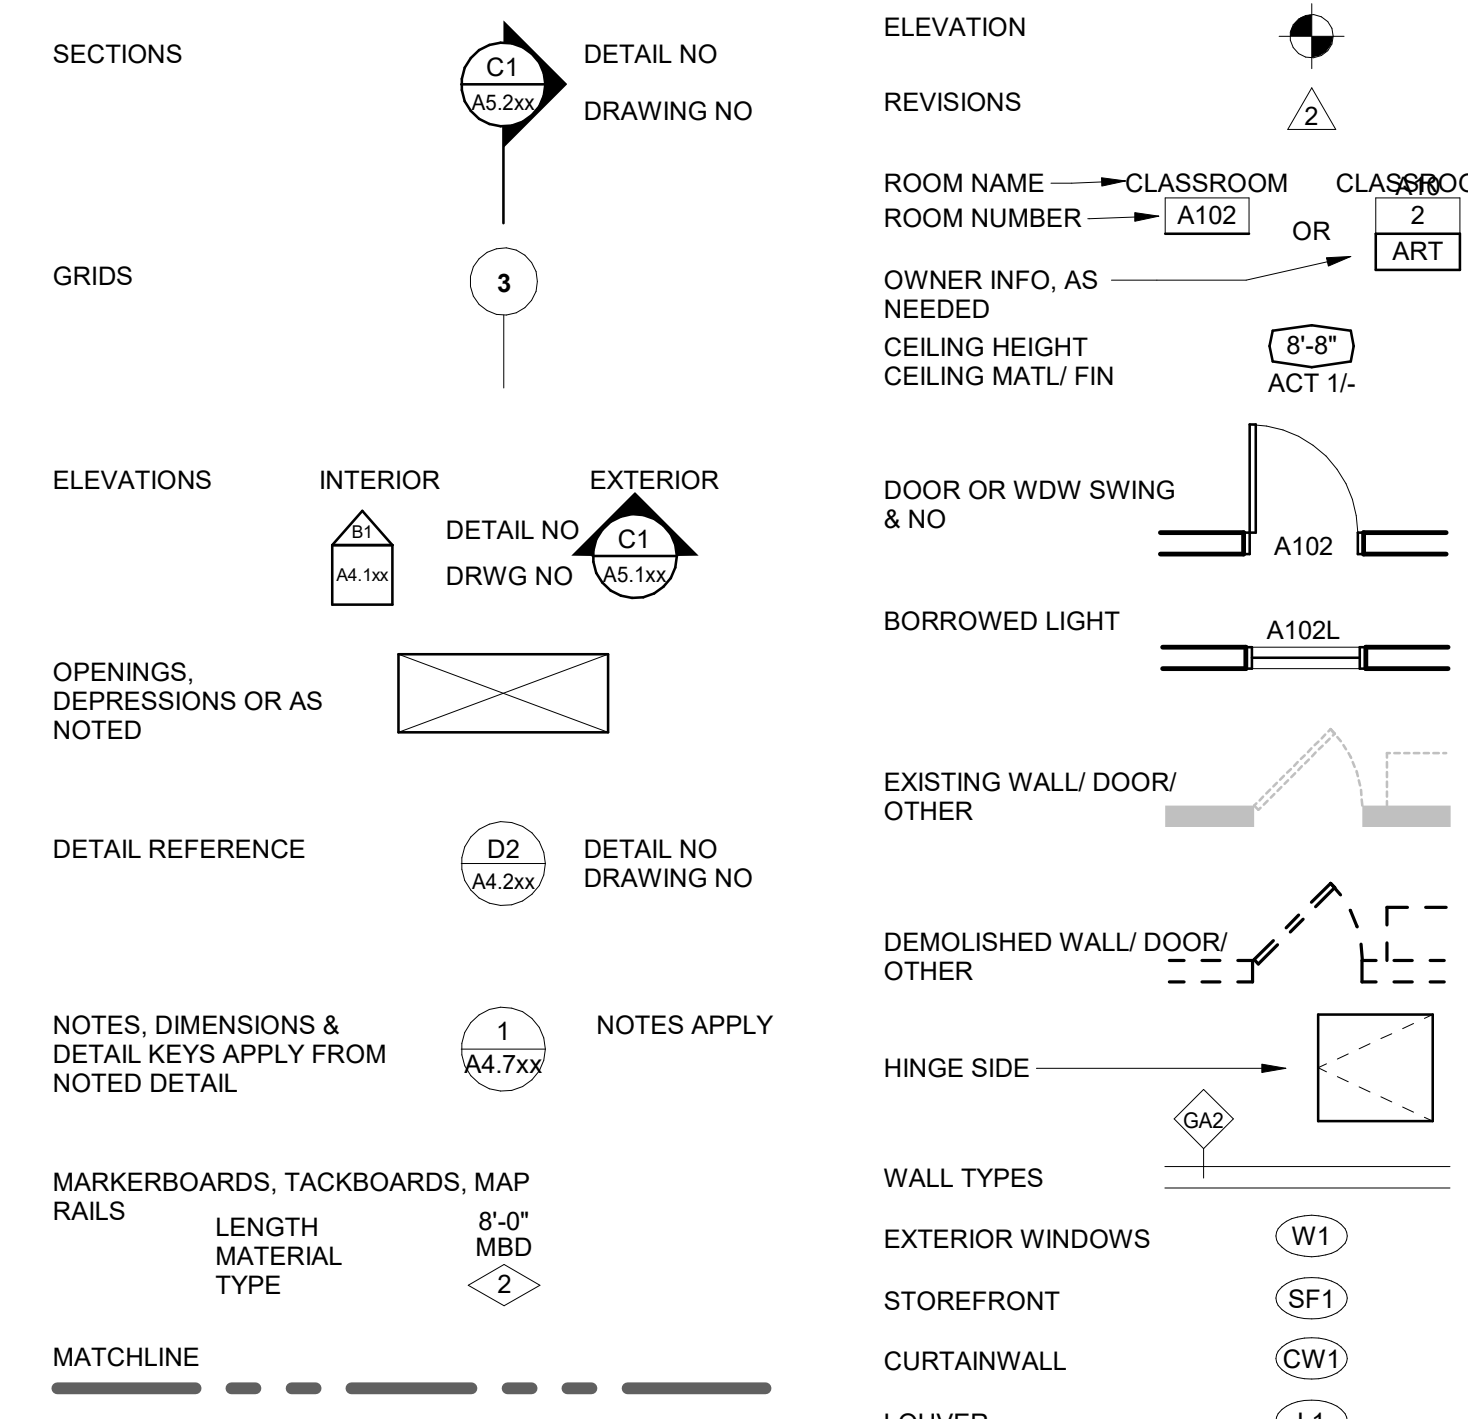 SECTIONS
C1
A5.2xx
DETAIL NO
DRAWING NO
GRIDS
3
ELEVATIONS
INTERIOR
EXTERIOR
B1
A4.1xx
DETAIL NO
DRWG NO
C1
A5.1xx
OPENINGS,
DEPRESSIONS OR AS
NOTED
DETAIL REFERENCE
D2
A4.2xx
DETAIL NO
DRAWING NO
NOTES, DIMENSIONS &
DETAIL KEYS APPLY FROM
NOTED DETAIL
1
A4.7xx
NOTES APPLY
MARKERBOARDS, TACKBOARDS, MAP
RAILS
LENGTH
MATERIAL
TYPE
8'-0"
MBD
2
MATCHLINE
ELEVATION
REVISIONS
2
ROOM NAME
CLASSROOM
CLASSROO
ROOM NUMBER
A102
OR
A10
2
ART
OWNER INFO, AS
NEEDED
CEILING HEIGHT
CEILING MATL/ FIN
8'-8"
ACT 1/-
DOOR OR WDW SWING
& NO
A102
BORROWED LIGHT
A102L
EXISTING WALL/ DOOR/
OTHER
DEMOLISHED WALL/ DOOR/
OTHER
HINGE SIDE
GA2
WALL TYPES
EXTERIOR WINDOWS
W1
STOREFRONT
SF1
CURTAINWALL
CW1
LOUVER
L1